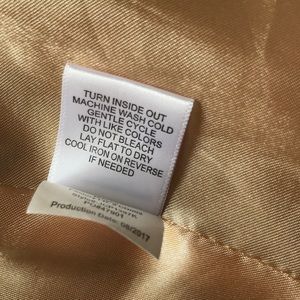 TURN INSIDE OUT
MACHINE WASH COLD
GENTLE CYCLE
WITH LIKE COLORS
DO NOT BLEACH
LAY FLAT TO DRY
COOL IRON ON REVERSE
IF NEEDED
Production Date: 08/2017